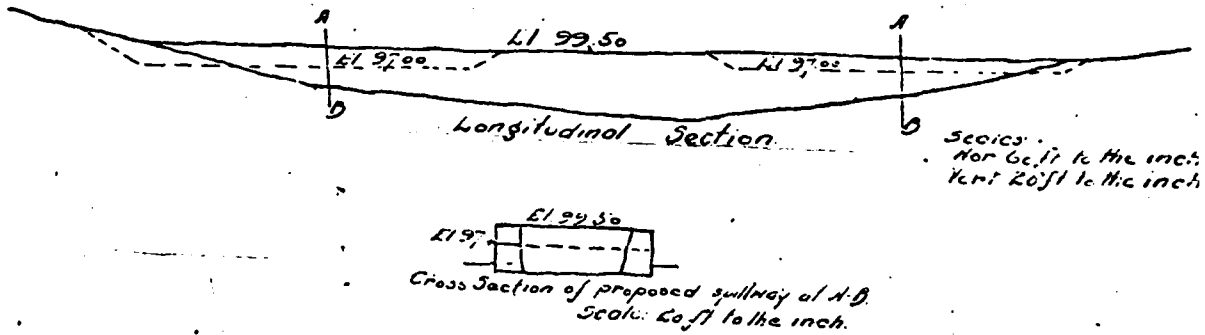 A
A
El 99,50
El 97,00
El 97,00
B
B
Longitudinal Section
Scales
Hor 60 ft to the inch
Vert 20 ft to the inch
El 99,50
El 97,
Cross Section of proposed spillway at A-B.
Scale: 20 ft to the inch.